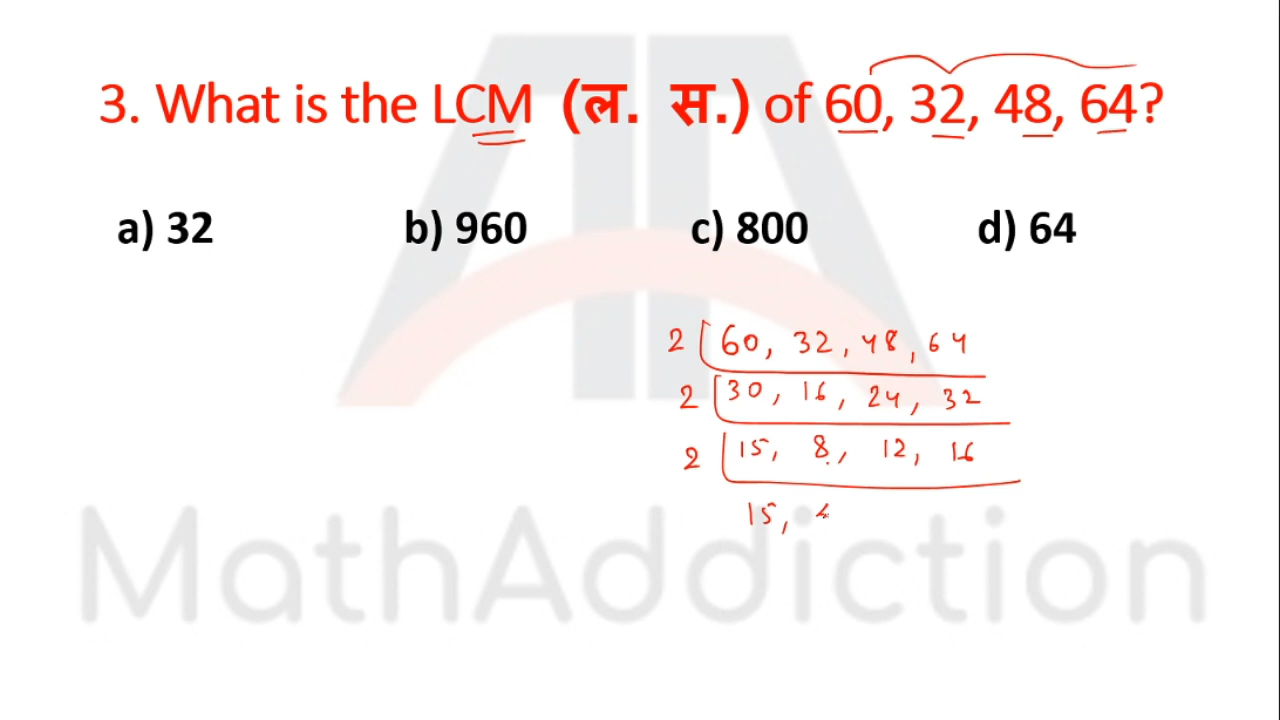 3. What is the LCM (ल. स.) of 60, 32, 48, 64?
a) 32 b) 960 c) 800 d) 64
2 60, 32, 48, 64
2 30, 16, 24, 32
2 15, 8, 12, 16
15, 4
MathAddiction